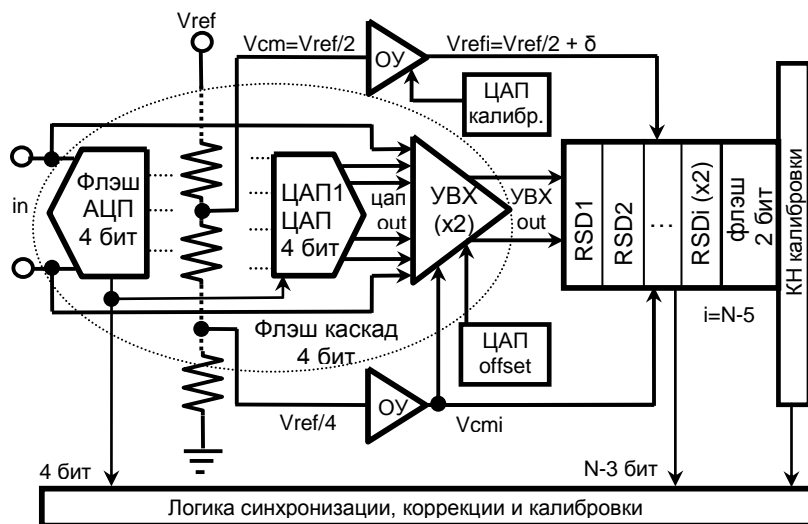 Vref
Vcm=Vref/2
ОУ
Vrefi=Vref/2 + δ
ЦАП
калибр.
in
Флэш
АЦП
4 бит
ЦАП1
ЦАП
4 бит
цап
out
УВХ
(x2)
УВХ
out
RSD1
RSD2
...
RSDi (x2)
флэш
2 бит
КН калибровки
i=N-5
Флэш каскад
4 бит
ЦАП
offset
Vref/4
ОУ
Vcmi
4 бит
N-3 бит
Логика синхронизации, коррекции и калибровки